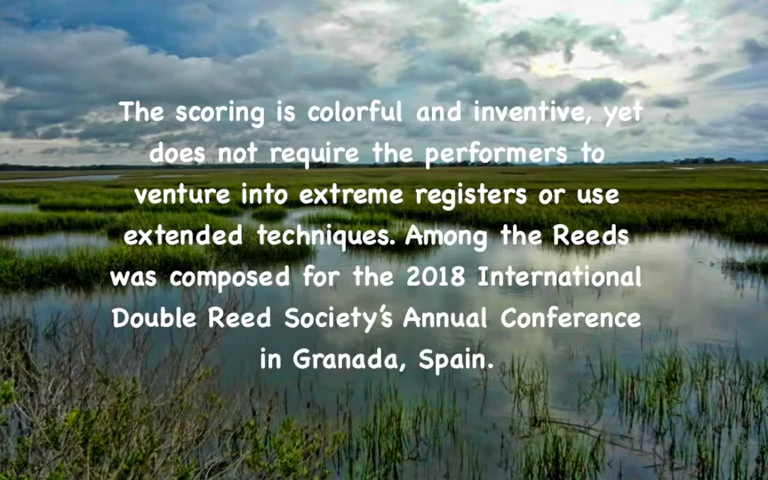 The scoring is colorful and inventive, yet
does not require the performers to
venture into extreme registers or use
extended techniques. Among the Reeds
was composed for the 2018 International
Double Reed Society's Annual Conference
in Granada, Spain.